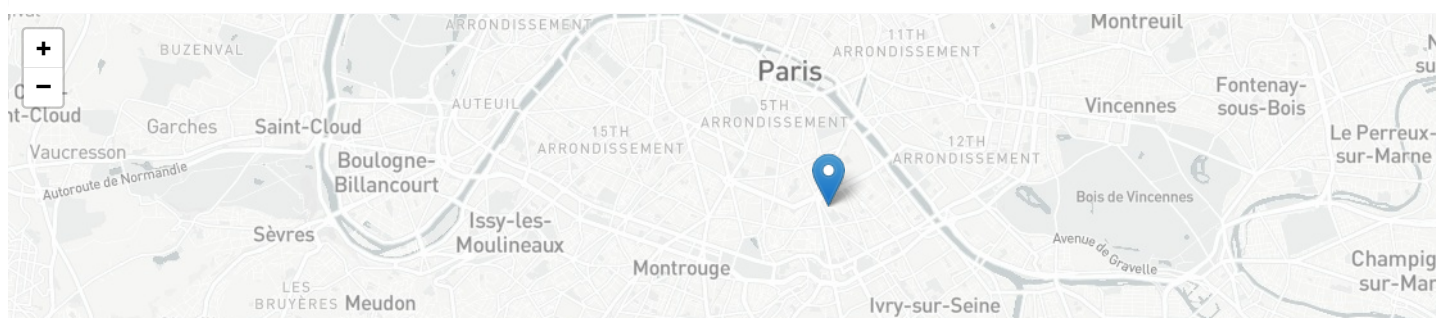 +
−
ARRONDISSEMENT
BUZENVAL
11TH
ARRONDISSEMENT
Montreuil
Paris
nt-Cloud
Garches
Saint-Cloud
AUTEUIL
15TH
ARRONDISSEMENT
5TH
ARRONDISSEMENT
12TH
ARRONDISSEMENT
Vincennes
Fontenay-
sous-Bois
Le Perreux-
sur-Marne
Vaucresson
Autoroute de Normandie
Boulogne-
Billancourt
Bois de Vincennes
Sèvres
Issy-les-
Moulineaux
Montrouge
Avenue de Gravelle
Champig
sur-Mar
LES
BRUYÈRES
Meudon
Ivry-sur-Seine